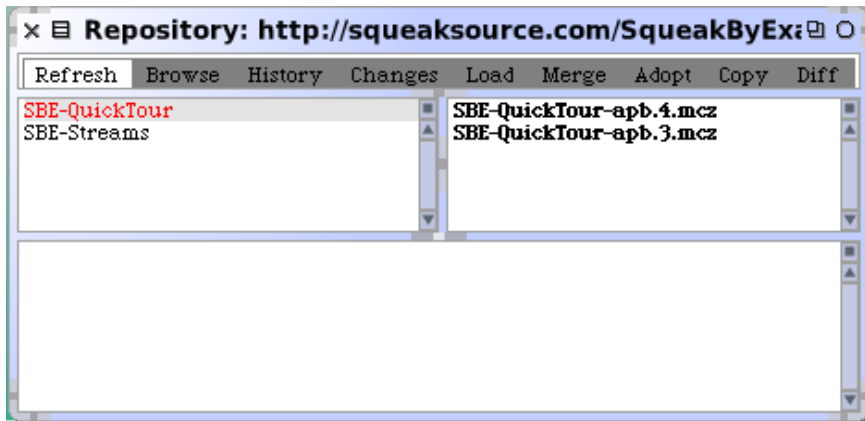 Repository: http://squeaksource.com/SqueakByExa
Refresh Browse History Changes Load Merge Adopt Copy Diff
SBE-QuickTour
SBE-Streams
SBE-QuickTour-apb.4.mcz
SBE-QuickTour-apb.3.mcz